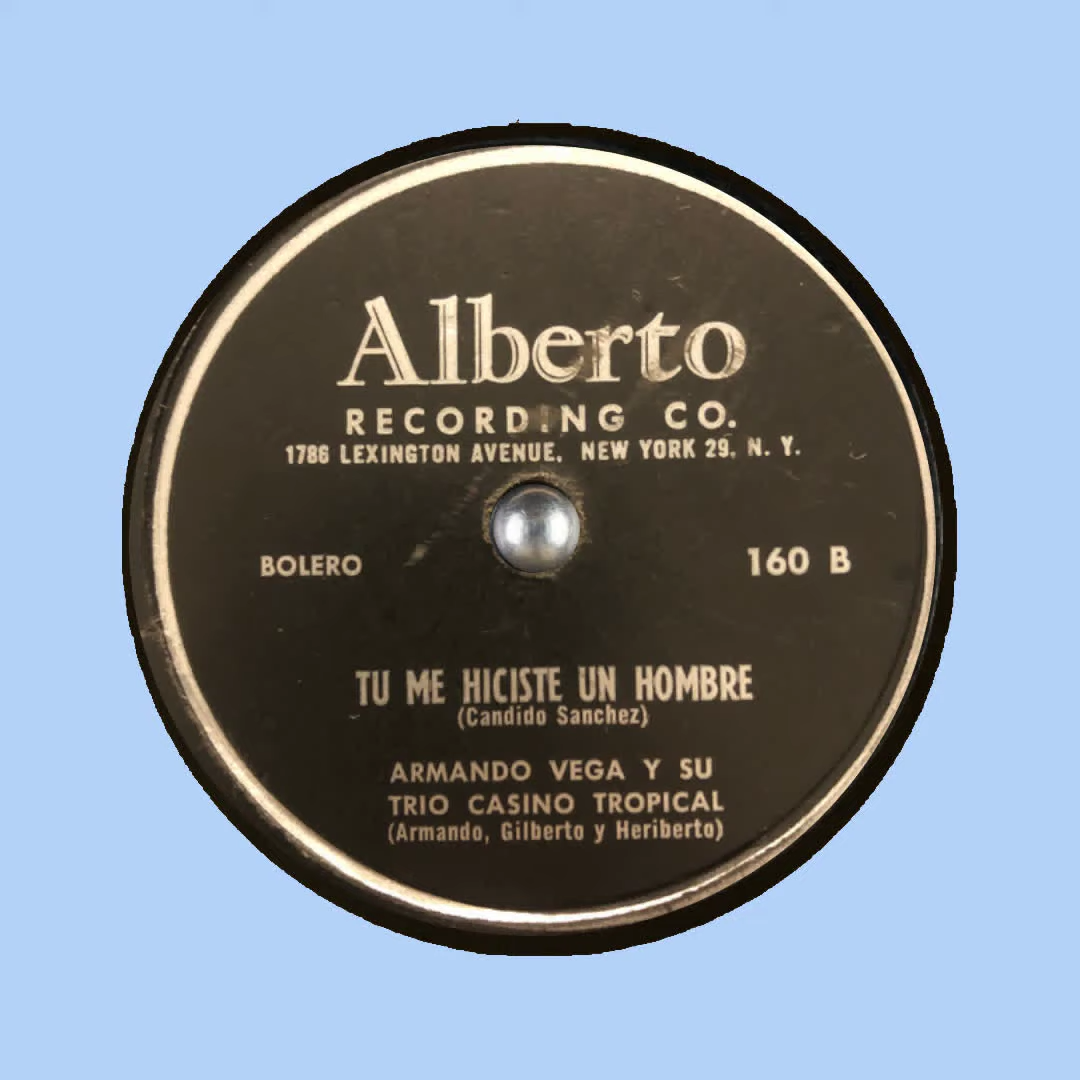 Alberto
RECORDING CO.
1786 LEXINGTON AVENUE, NEW YORK 29, N. Y.
BOLERO 160 B
TU ME HICISTE UN HOMBRE
(Candido Sanchez)
ARMANDO VEGA Y SU
TRIO CASINO TROPICAL
(Armando, Gilberto y Heriberto)